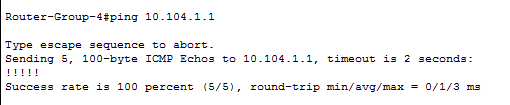 Router-Group-4#ping 10.104.1.1
Type escape sequence to abort.
Sending 5, 100-byte ICMP Echos to 10.104.1.1, timeout is 2 seconds:
!!!!!
Success rate is 100 percent (5/5), round-trip min/avg/max = 0/1/3 ms